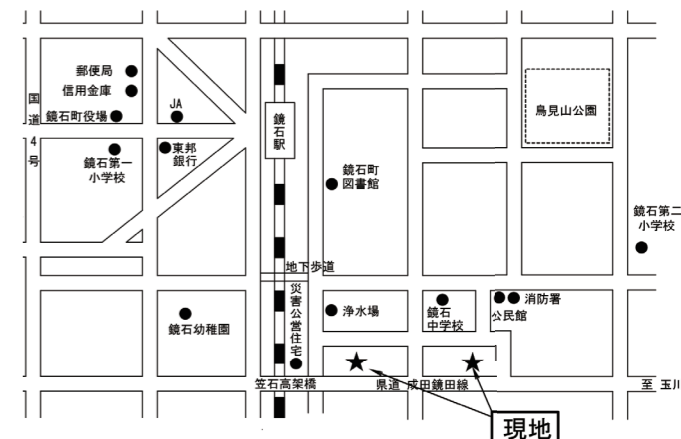 郵便局
信用金庫
鏡石町役場
国道4号
JA
鏡石第一
小学校
東邦
銀行
鏡石駅
鏡石町
図書館
鳥見山公園
鏡石第二
小学校
地下歩道
災害公営住宅
鏡石幼稚園
浄水場
鏡石
中学校
消防署
公民館
笠石高架橋
県道 成田鏡田線
至 玉川
現地